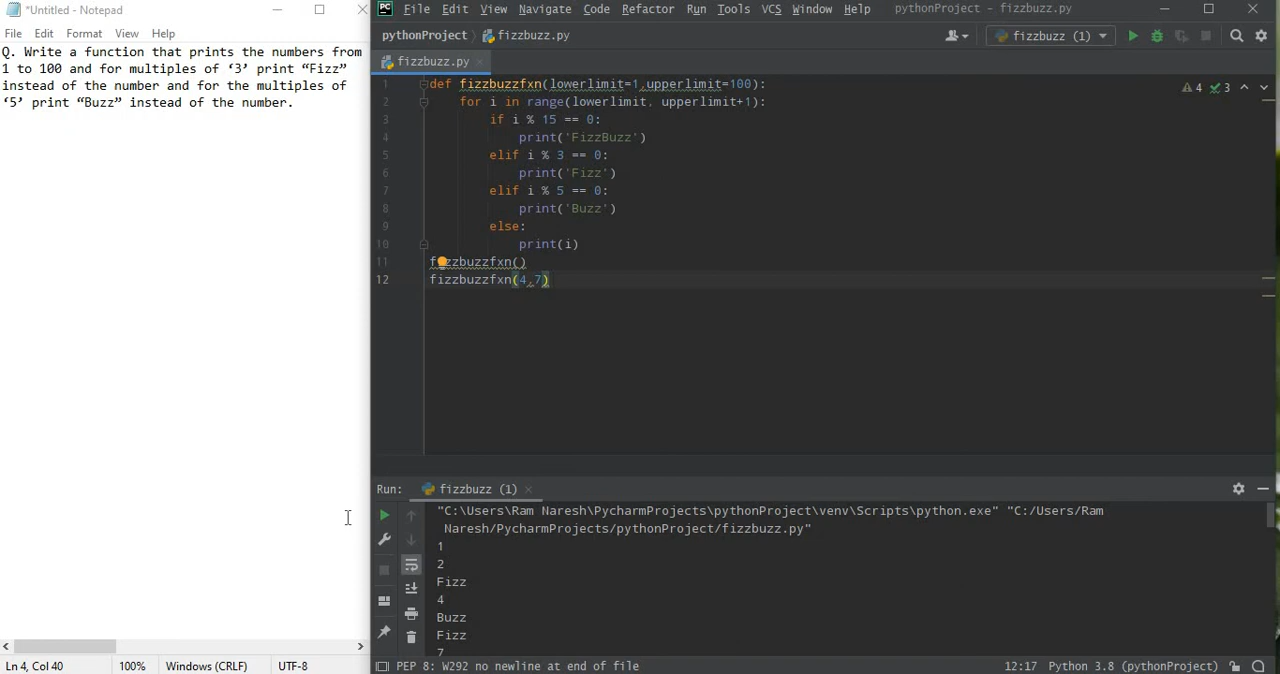 *Untitled - Notepad
File Edit Format View Help
Q. Write a function that prints the numbers from
1 to 100 and for multiples of ‘3’ print “Fizz”
instead of the number and for the multiples of
‘5’ print “Buzz” instead of the number.
Ln 4, Col 40 100% Windows (CRLF) UTF-8
PC File Edit View Navigate Code Refactor Run Tools VCS Window Help pythonProject - fizzbuzz.py
pythonProject fizzbuzz.py fizzbuzz (1)
fizzbuzz.py
1 def fizzbuzzfxn(lowerlimit=1,upperlimit=100): 4 3
2 for i in range(lowerlimit, upperlimit+1):
3 if i % 15 == 0:
4 print('FizzBuzz')
5 elif i % 3 == 0:
6 print('Fizz')
7 elif i % 5 == 0:
8 print('Buzz')
9 else:
10 print(i)
11 fizzbuzzfxn()
12 fizzbuzzfxn(4,7)
Run: fizzbuzz (1)
"C:\Users\Ram Naresh\PycharmProjects\pythonProject\venv\Scripts\python.exe" "C:/Users/Ram
Naresh/PycharmProjects/pythonProject/fizzbuzz.py"
1
2
Fizz
4
Buzz
Fizz
7
PEP 8: W292 no newline at end of file 12:17 Python 3.8 (pythonProject)